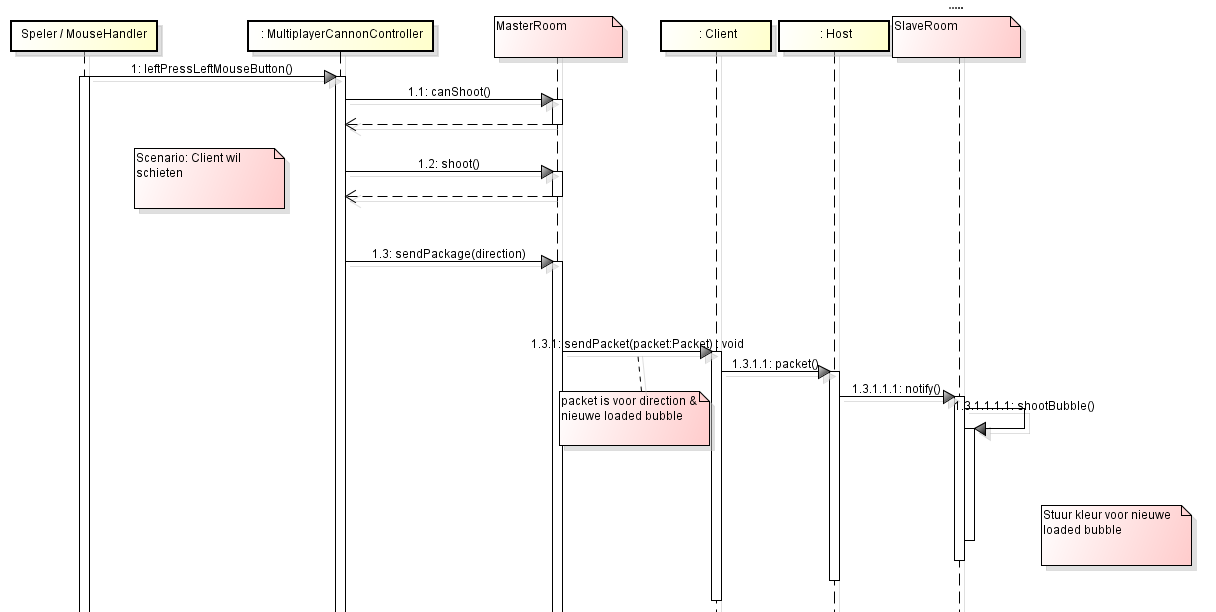 .....
Speler / MouseHandler
: MultiplayerCannonController
MasterRoom
: Client
: Host
SlaveRoom
1: leftPressLeftMouseButton()
1.1: canShoot()
Scenario: Client wil
schieten
1.2: shoot()
1.3: sendPackage(direction)
1.3.1: sendPacket(packet:Packet) : void
1.3.1.1: packet()
1.3.1.1.1: notify()
packet is voor direction &
nieuwe loaded bubble
1.3.1.1.1.1: shootBubble()
Stuur kleur voor nieuwe
loaded bubble